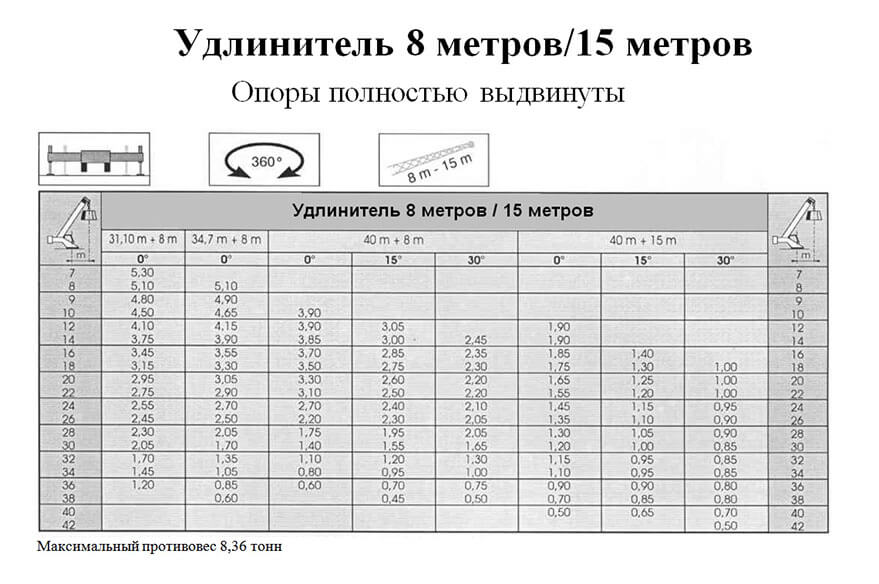 Удлинитель 8 метров/15 метров
Опоры полностью выдвинуты
360°
8 m - 15 m
Удлинитель 8 метров / 15 метров
m 31,10 m + 8 m 34,7 m + 8 m 40 m + 8 m 40 m + 15 m m
0° 0° 0° 15° 30° 0° 15° 30°
7 5,30 7
8 5,10 5,10 8
9 4,80 4,90 9
10 4,50 4,65 3,90 10
12 4,10 4,15 3,90 3,05 1,90 12
14 3,75 3,90 3,85 3,00 2,45 1,90 14
16 3,45 3,55 3,70 2,85 2,35 1,85 1,40 16
18 3,15 3,30 3,50 2,75 2,30 1,75 1,30 1,00 18
20 2,95 3,05 3,30 2,60 2,20 1,65 1,25 1,00 20
22 2,75 2,90 3,10 2,50 2,20 1,55 1,20 1,00 22
24 2,55 2,70 2,70 2,40 2,10 1,45 1,15 0,95 24
26 2,45 2,50 2,20 2,30 2,05 1,35 1,10 0,90 26
28 2,30 2,05 1,75 1,95 2,05 1,30 1,05 0,90 28
30 2,05 1,70 1,40 1,55 1,65 1,20 1,00 0,85 30
32 1,70 1,35 1,10 1,20 1,30 1,15 0,95 0,85 32
34 1,45 1,05 0,80 0,95 1,00 1,10 0,95 0,85 34
36 1,20 0,85 0,60 0,70 0,75 0,90 0,90 0,80 36
38 0,60 0,45 0,50 0,70 0,85 0,80 38
40 0,50 0,65 0,70 40
42 0,50 42
Максимальный противовес 8,36 тонн